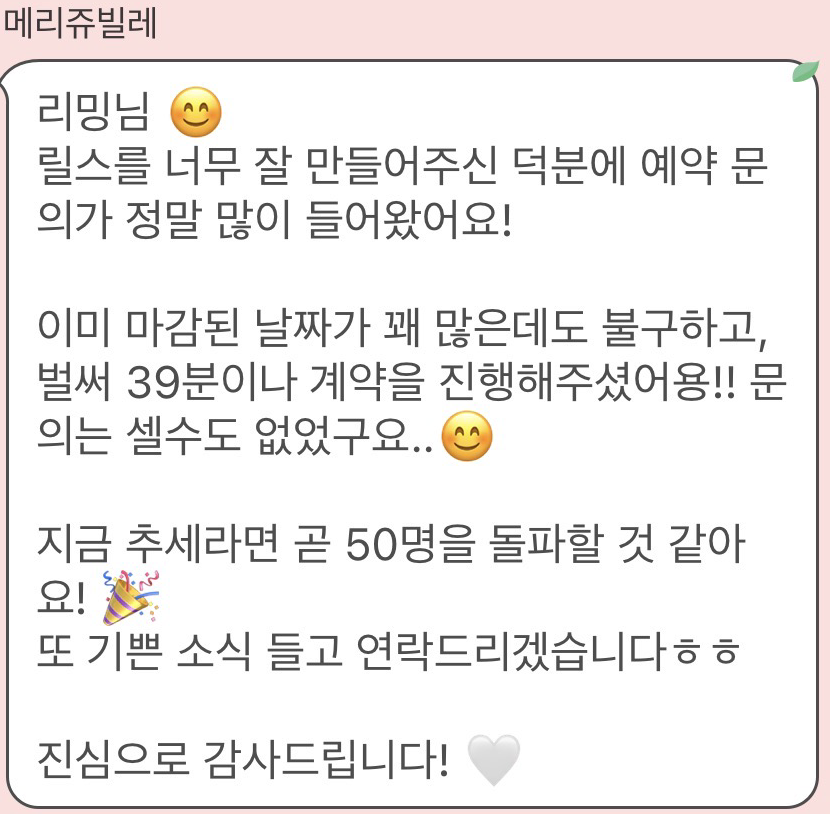 메리쥬빌레
리밍님 😊
릴스를 너무 잘 만들어주신 덕분에 예약 문
의가 정말 많이 들어왔어요!
이미 마감된 날짜가 꽤 많은데도 불구하고,
벌써 39분이나 계약을 진행해주셨어용!! 문
의는 셀수도 없었구요..😊
지금 추세라면 곧 50명을 돌파할 것 같아
요! 🎉
또 기쁜 소식 들고 연락드리겠습니다ㅎㅎ
진심으로 감사드립니다! 🤍